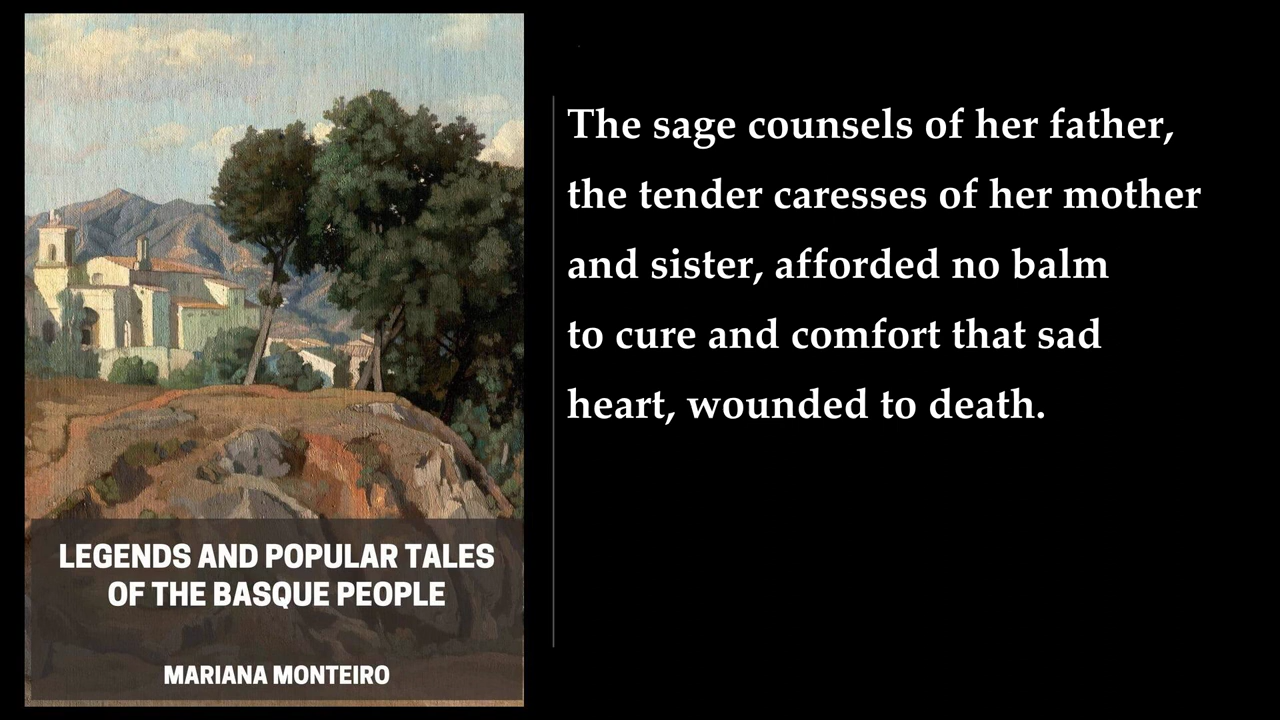 The sage counsels of her father,
the tender caresses of her mother
and sister, afforded no balm
to cure and comfort that sad
heart, wounded to death.
LEGENDS AND POPULAR TALES
OF THE BASQUE PEOPLE
MARIANA MONTEIRO